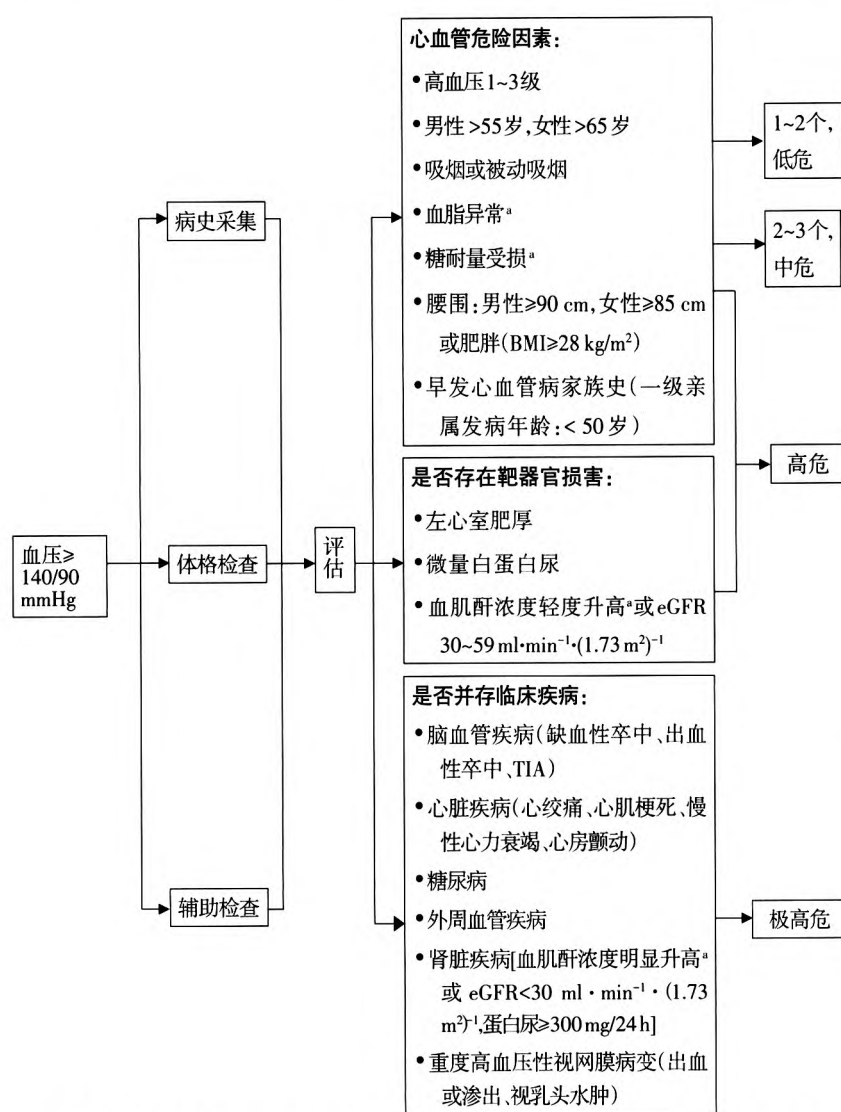 血压≥
140/90
mmHg
病史采集
体格检查
辅助检查
评
估
心血管危险因素：
•高血压1~3级
•男性>55岁,女性>65岁
•吸烟或被动吸烟
•血脂异常ᵃ
•糖耐量受损ᵃ
•腰围:男性≥90 cm,女性≥85 cm
或肥胖(BMI≥28 kg/m²)
•早发心血管病家族史(一级亲
属发病年龄:< 50岁)
是否存在靶器官损害：
•左心室肥厚
•微量白蛋白尿
•血肌酐浓度轻度升高ᵃ或eGFR
30~59 ml·min⁻¹·(1.73 m²)⁻¹
是否并存临床疾病：
•脑血管疾病(缺血性卒中、出血
性卒中、TIA)
•心脏疾病(心绞痛、心肌梗死、慢
性心力衰竭、心房颤动)
•糖尿病
•外周血管疾病
•肾脏疾病[血肌酐浓度明显升高ᵃ
或 eGFR<30 ml · min⁻¹ · (1.73
m²)⁻¹,蛋白尿≥300 mg/24 h]
•重度高血压性视网膜病变(出血
或渗出、视乳头水肿)
1~2个,
低危
2~3个,
中危
高危
极高危